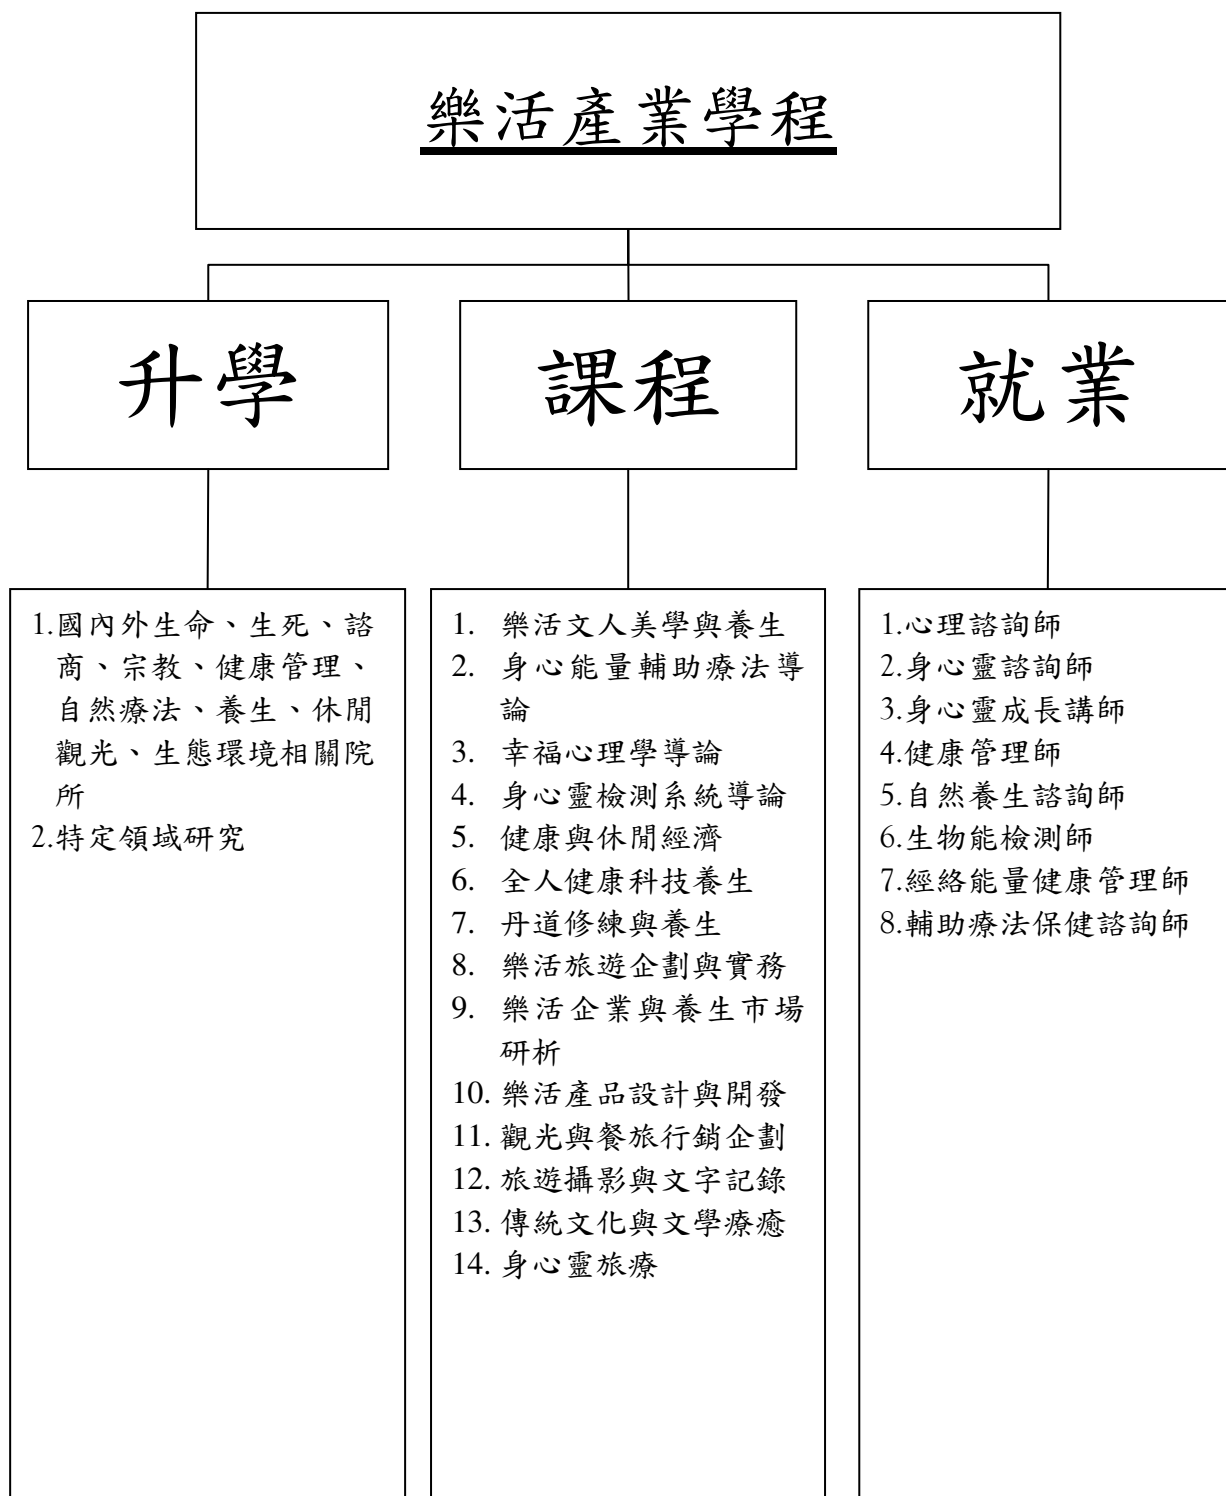 樂活產業學程
升學
課程
就業
1.國內外生命、生死、諮
商、宗教、健康管理、
自然療法、養生、休閒
觀光、生態環境相關院
所
2.特定領域研究
1. 樂活文人美學與養生
2. 身心能量輔助療法導
論
3. 幸福心理學導論
4. 身心靈檢測系統導論
5. 健康與休閒經濟
6. 全人健康科技養生
7. 丹道修練與養生
8. 樂活旅遊企劃與實務
9. 樂活企業與養生市場
研析
10. 樂活產品設計與開發
11. 觀光與餐旅行銷企劃
12. 旅遊攝影與文字記錄
13. 傳統文化與文學療癒
14. 身心靈旅療
1.心理諮詢師
2.身心靈諮詢師
3.身心靈成長講師
4.健康管理師
5.自然養生諮詢師
6.生物能檢測師
7.經絡能量健康管理師
8.輔助療法保健諮詢師